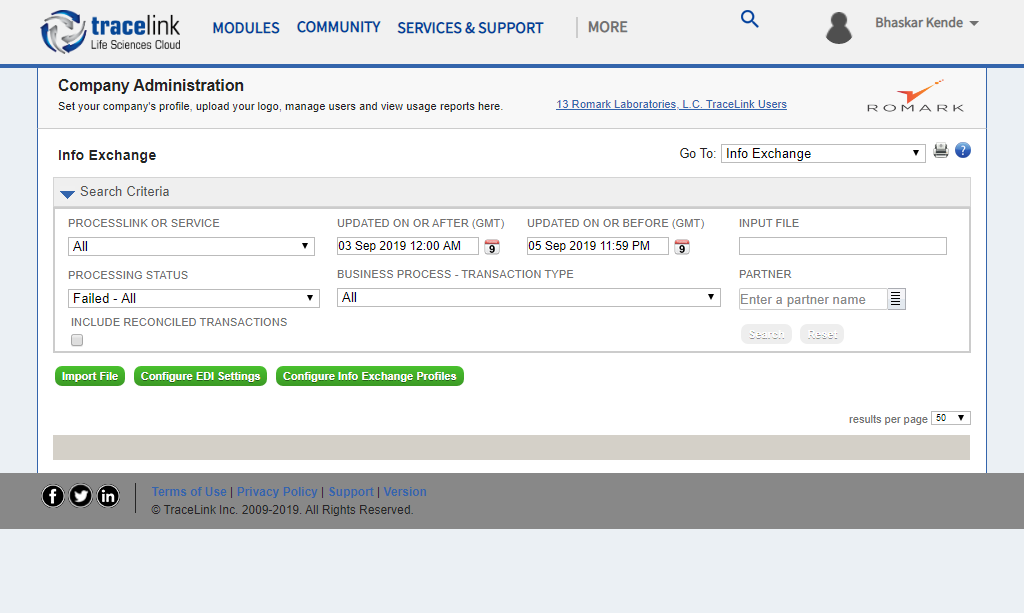 tracelink
Life Sciences Cloud
MODULES COMMUNITY SERVICES & SUPPORT MORE
Bhaskar Kende
Company Administration
Set your company's profile, upload your logo, manage users and view usage reports here.
13 Romark Laboratories, L.C. TraceLink Users
ROMARK
Info Exchange
Go To: Info Exchange
?
Search Criteria
PROCESSLINK OR SERVICE UPDATED ON OR AFTER (GMT) UPDATED ON OR BEFORE (GMT) INPUT FILE
All 03 Sep 2019 12:00 AM 9 05 Sep 2019 11:59 PM 9
PROCESSING STATUS BUSINESS PROCESS - TRANSACTION TYPE PARTNER
Failed - All All Enter a partner name
INCLUDE RECONCILED TRANSACTIONS
Search Reset
Import File Configure EDI Settings Configure Info Exchange Profiles
results per page 50
Terms of Use | Privacy Policy | Support | Version
© TraceLink Inc. 2009-2019. All Rights Reserved.